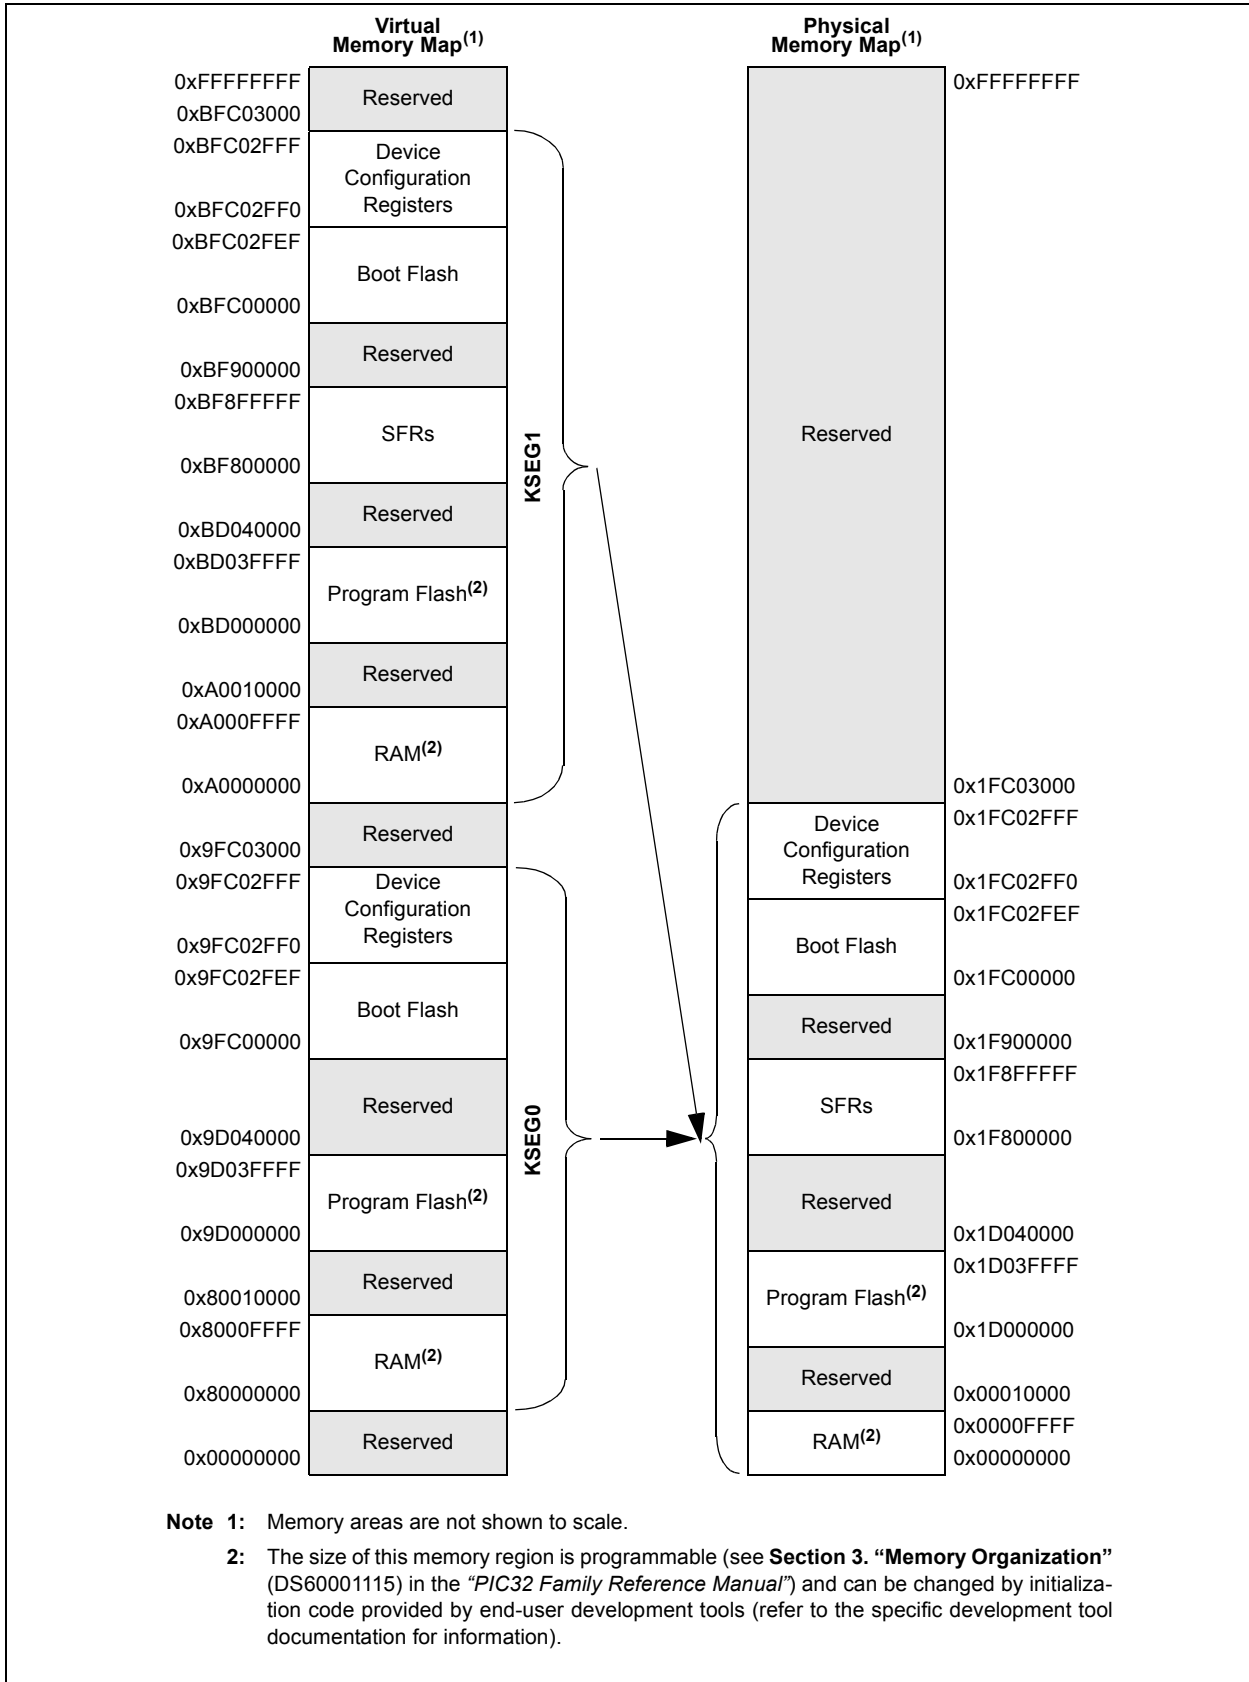 Virtual
Memory Map(1)
0xFFFFFFFF
Reserved
0xBFC03000
0xBFC02FFF
Device
Configuration
Registers
0xBFC02FF0
0xBFC02FEF
Boot Flash
0xBFC00000
Reserved
0xBF900000
0xBF8FFFFF
SFRs
0xBF800000
Reserved
0xBD040000
0xBD03FFFF
Program Flash(2)
0xBD000000
Reserved
0xA0010000
0xA000FFFF
RAM(2)
0xA0000000
KSEG1
Reserved
0x9FC03000
0x9FC02FFF
Device
Configuration
Registers
0x9FC02FF0
0x9FC02FEF
Boot Flash
0x9FC00000
Reserved
0x9D040000
0x9D03FFFF
Program Flash(2)
0x9D000000
Reserved
0x80010000
0x8000FFFF
RAM(2)
0x80000000
KSEG0
Reserved
0x00000000
Physical
Memory Map(1)
0xFFFFFFFF
Reserved
0x1FC03000
0x1FC02FFF
Device
Configuration
Registers
0x1FC02FF0
0x1FC02FEF
Boot Flash
0x1FC00000
Reserved
0x1F900000
0x1F8FFFFF
SFRs
0x1F800000
Reserved
0x1D040000
0x1D03FFFF
Program Flash(2)
0x1D000000
Reserved
0x00010000
0x0000FFFF
RAM(2)
0x00000000
Note 1: Memory areas are not shown to scale.
2: The size of this memory region is programmable (see Section 3. “Memory Organization”
(DS60001115) in the “PIC32 Family Reference Manual”) and can be changed by initializa-
tion code provided by end-user development tools (refer to the specific development tool
documentation for information).